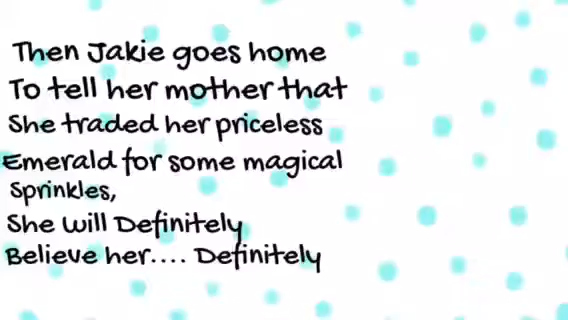 Then Jakie goes home
To tell her mother that
She traded her priceless
Emerald for some magical
Sprinkles,
She will Definitely
Believe her.... Definitely